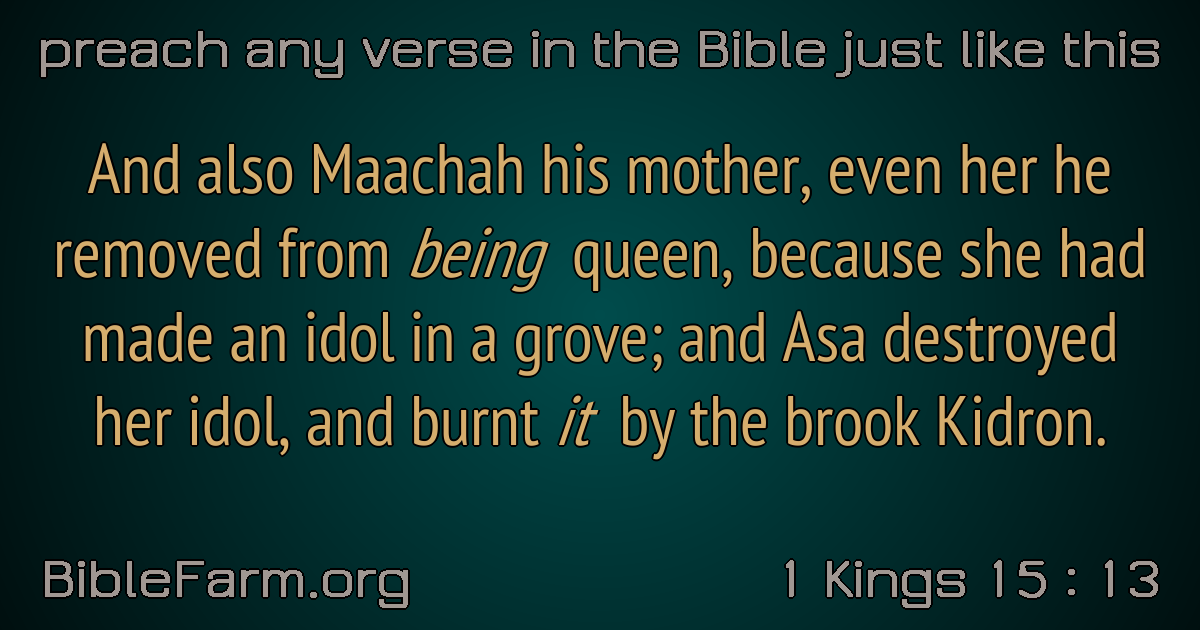 preach any verse in the Bible just like this
And also Maachah his mother, even her he
removed from being queen, because she had
made an idol in a grove; and Asa destroyed
her idol, and burnt it by the brook Kidron.
BibleFarm.org
1 Kings 15 : 13